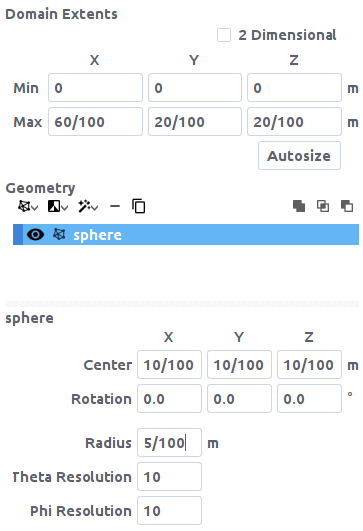 Domain Extents
2 Dimensional
X Y Z
Min 0 0 0 m
Max 60/100 20/100 20/100 m
Autosize
Geometry
sphere
sphere
X Y Z
Center 10/100 10/100 10/100 m
Rotation 0.0 0.0 0.0 °
Radius 5/100 m
Theta Resolution 10
Phi Resolution 10